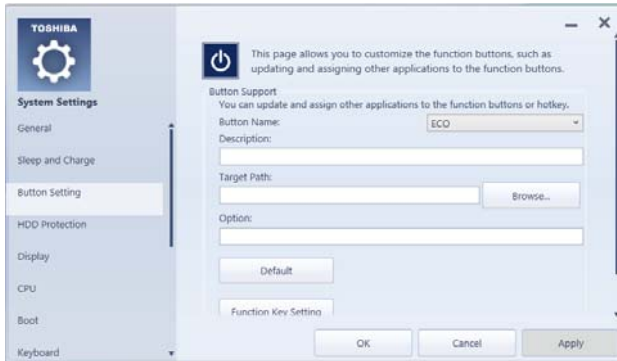 TOSHIBA
System Settings
General
Sleep and Charge
Button Setting
HDD Protection
Display
CPU
Boot
Keyboard
This page allows you to customize the function buttons, such as
updating and assigning other applications to the function buttons.
Button Support
You can update and assign other applications to the function buttons or hotkey.
Button Name:
ECO
Description:
Target Path:
Browse...
Option:
Default
Function Key Setting
OK
Cancel
Apply